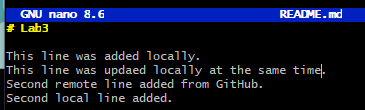 GNU nano 8.6 README.md
# Lab3
This line was added locally.
This line was updaed locally at the same time.
Second remote line added from GitHub.
Second local line added.